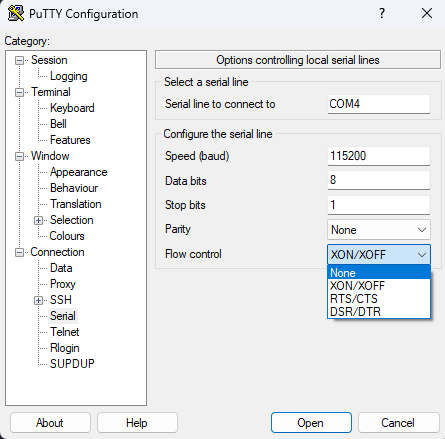 PuTTY Configuration
Category:
Session
Logging
Terminal
Keyboard
Bell
Features
Window
Appearance
Behaviour
Translation
Selection
Colours
Connection
Data
Proxy
SSH
Serial
Telnet
Rlogin
SUPDUP
Options controlling local serial lines
Select a serial line
Serial line to connect to COM4
Configure the serial line
Speed (baud) 115200
Data bits 8
Stop bits 1
Parity None
Flow control XON/XOFF
None
XON/XOFF
RTS/CTS
DSR/DTR
About Help Open Cancel